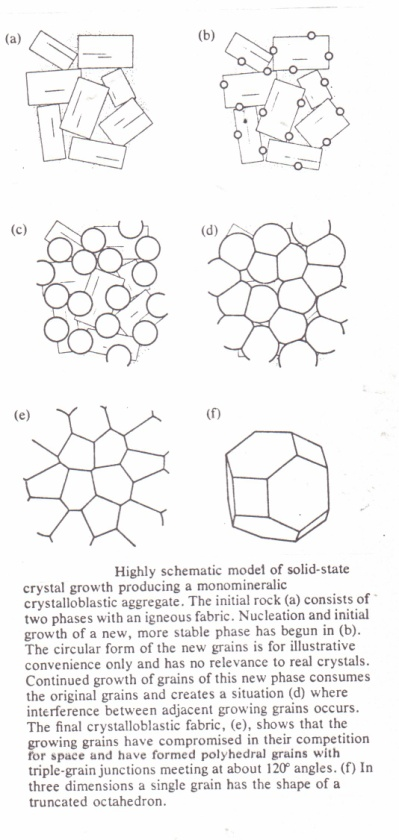 (a)
(b)
(c)
(d)
(e)
(f)
Highly schematic model of solid-state
crystal growth producing a monomineralic
crystalloblastic aggregate. The initial rock (a) consists of
two phases with an igneous fabric. Nucleation and initial
growth of a new, more stable phase has begun in (b).
The circular form of the new grains is for illustrative
convenience only and has no relevance to real crystals.
Continued growth of grains of this new phase consumes
the original grains and creates a situation (d) where
interference between adjacent growing grains occurs.
The final crystalloblastic fabric, (e), shows that the
growing grains have compromised in their competition
for space and have formed polyhedral grains with
triple-grain junctions meeting at about 120° angles. (f) In
three dimensions a single grain has the shape of a
truncated octahedron.